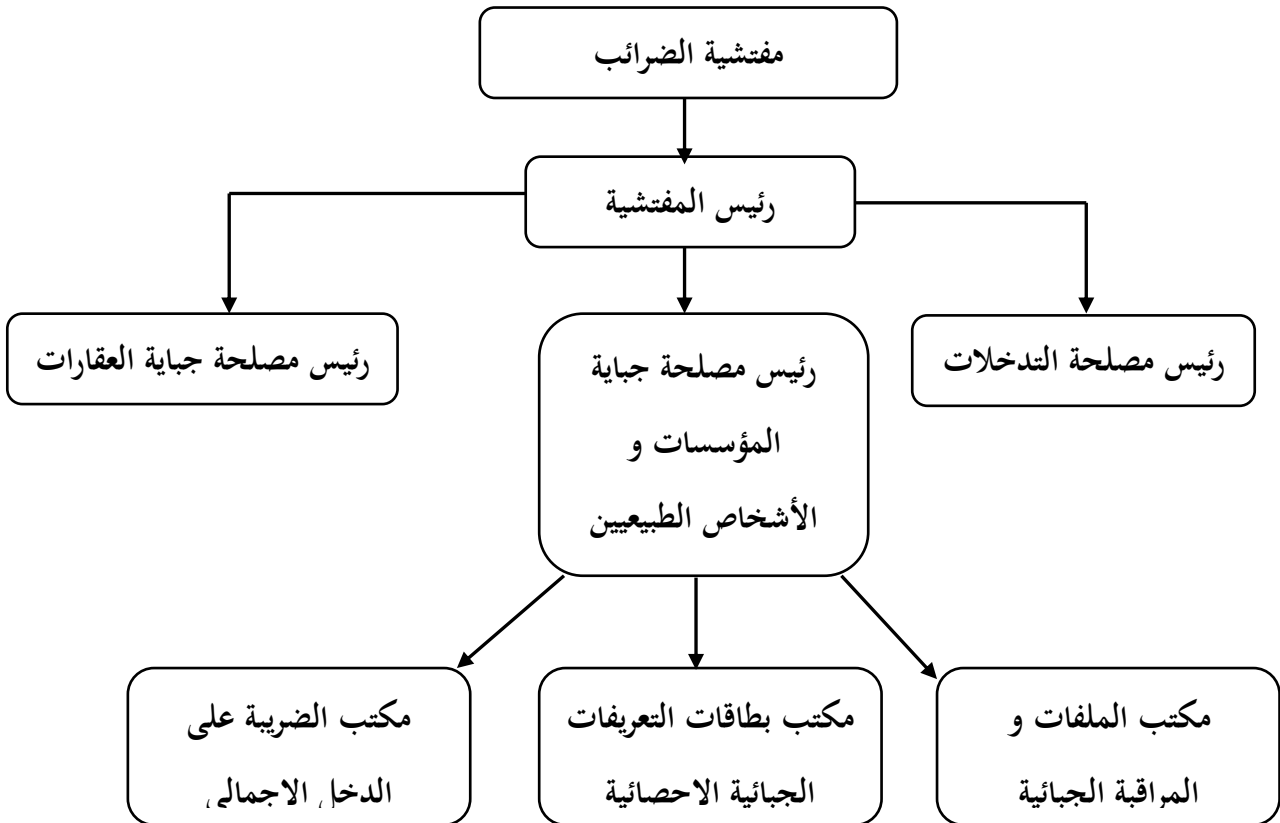 مفتشية الضرائب
رئيس المفتشية
رئيس مصلحة التدخلات
رئيس مصلحة جباية
المؤسسات و
الأشخاص الطبيعيين
رئيس مصلحة جباية العقارات
مكتب الملفات و
المراقبة الجبائية
مكتب بطاقات التعريفات
الجبائية الاحصائية
مكتب الضريبة على
الدخل الاجمالي